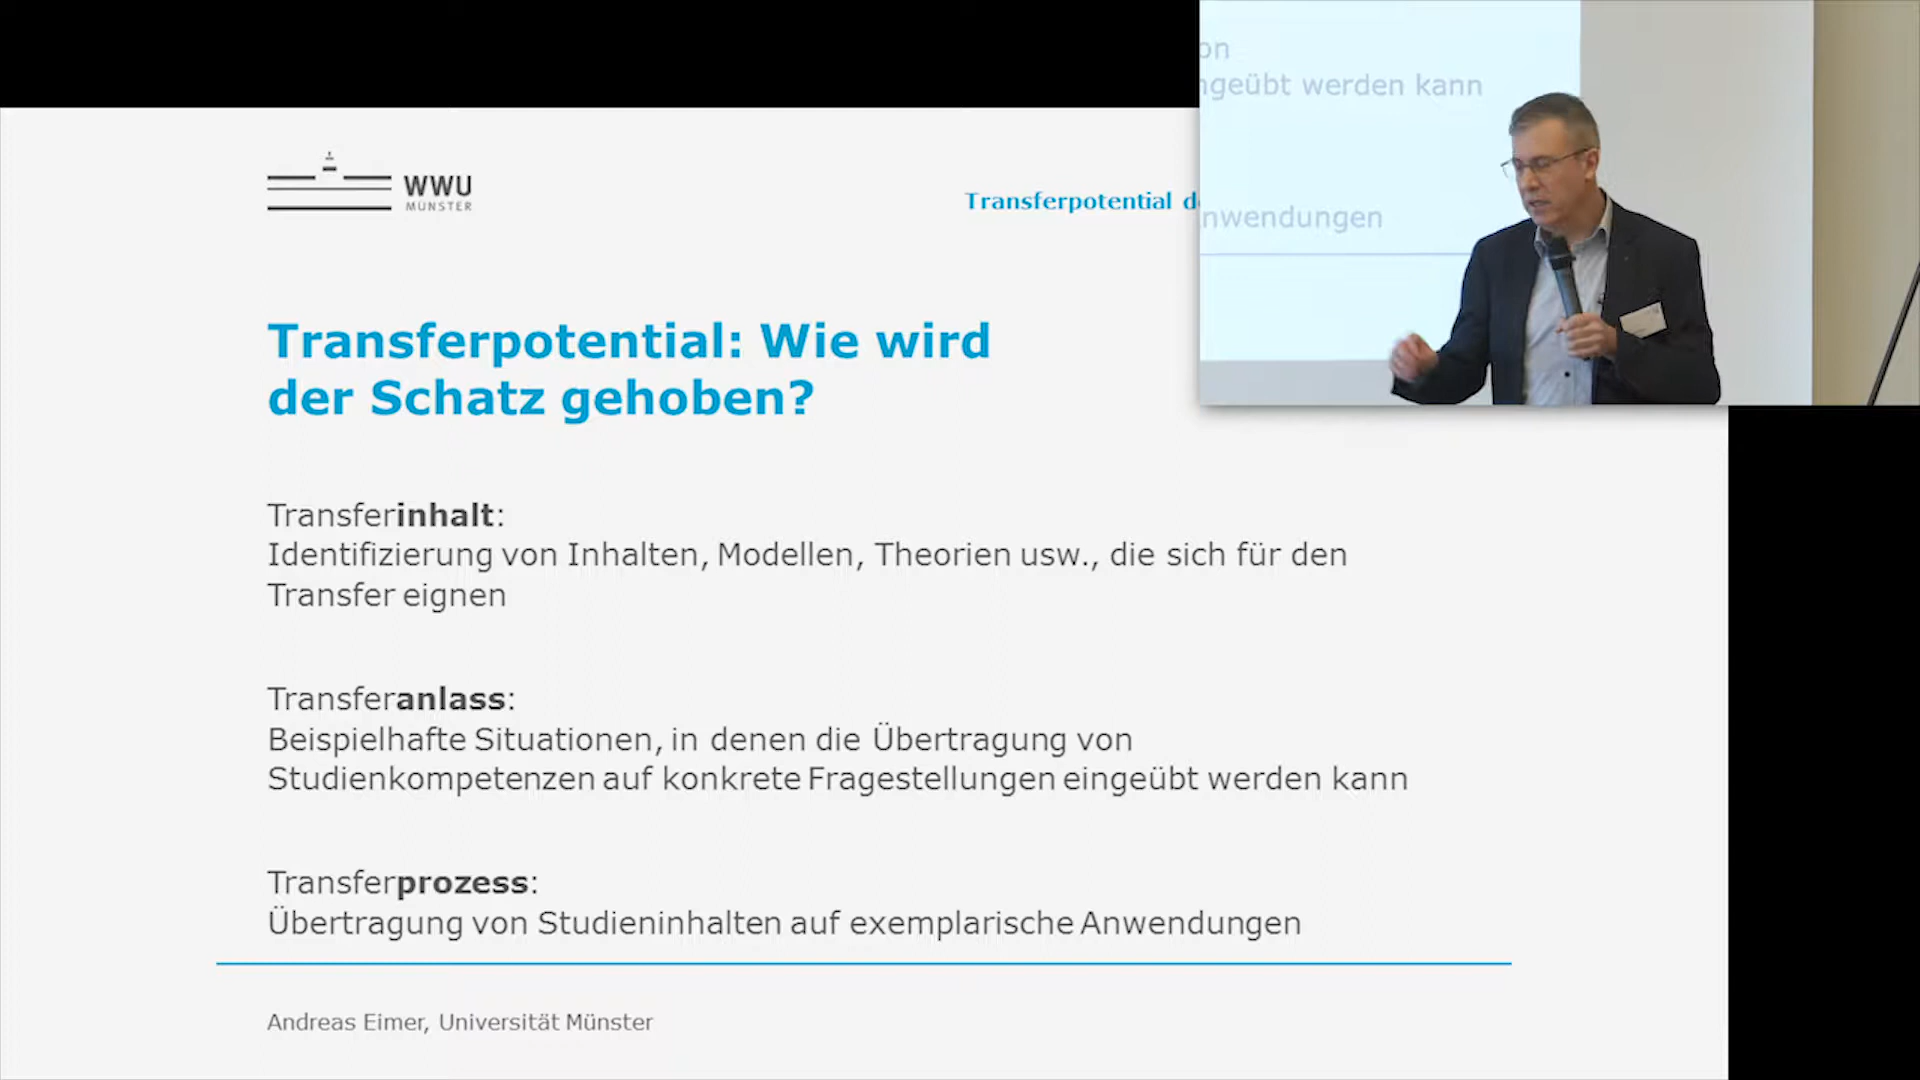 WWU
MÜNSTER
Transferpotential
Transferpotential: Wie wird
der Schatz gehoben?
Transferinhalt:
Identifizierung von Inhalten, Modellen, Theorien usw., die sich für den
Transfer eignen
Transferanlass:
Beispielhafte Situationen, in denen die Übertragung von
Studienkompetenzen auf konkrete Fragestellungen eingeübt werden kann
Transferprozess:
Übertragung von Studieninhalten auf exemplarische Anwendungen
Andreas Eimer, Universität Münster
on
ngeübt werden kann
nwendungen